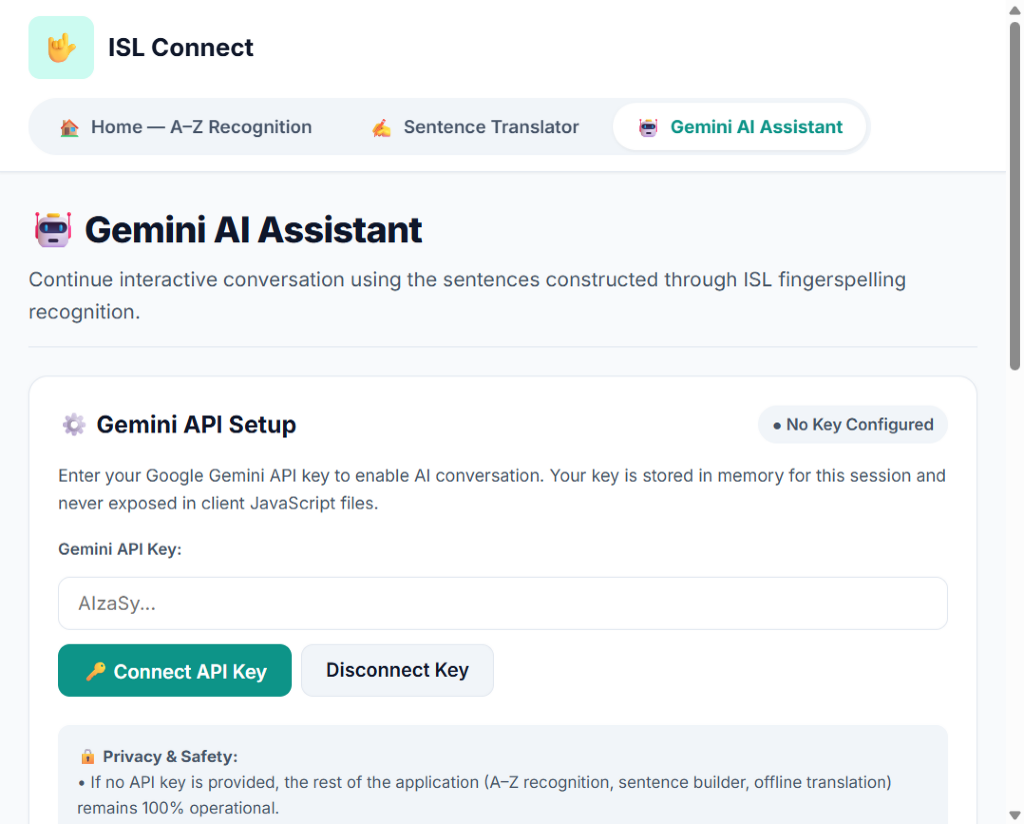 ISL Connect
Home — A–Z Recognition
Sentence Translator
Gemini AI Assistant
Gemini AI Assistant
Continue interactive conversation using the sentences constructed through ISL fingerspelling
recognition.
Gemini API Setup
● No Key Configured
Enter your Google Gemini API key to enable AI conversation. Your key is stored in memory for this session and
never exposed in client JavaScript files.
Gemini API Key:
AIzaSy...
Connect API Key
Disconnect Key
Privacy & Safety:
• If no API key is provided, the rest of the application (A–Z recognition, sentence builder, offline translation)
remains 100% operational.